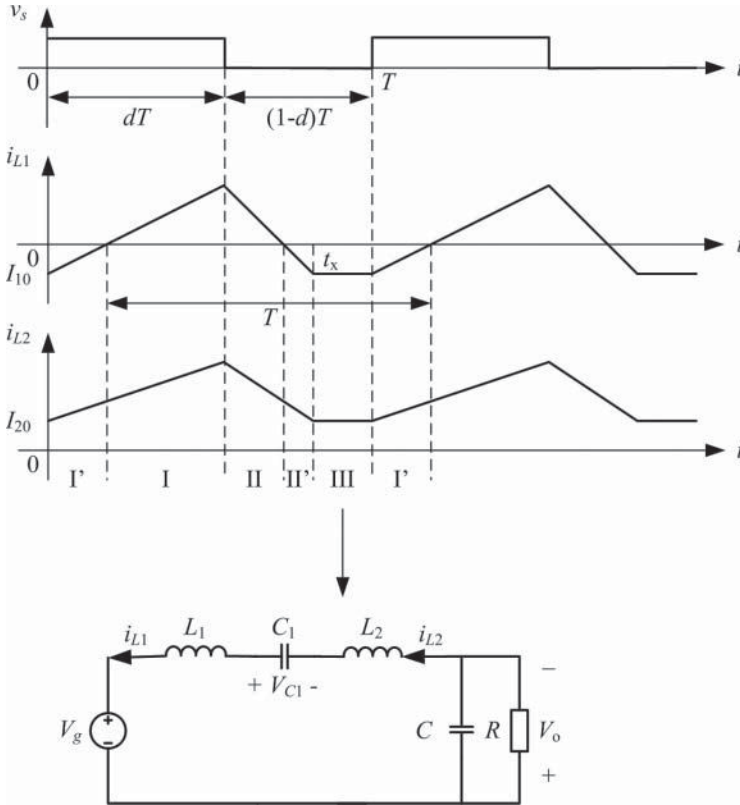 v_s
0
T
t
dT
(1-d)T
i_L1
0
I_10
t_x
t
T
i_L2
I_20
0
t
I’ I II II’ III I’
i_L1 L_1 C_1 L_2 i_L2
+ V_C1 -
V_g
+
-
C R V_o
−
+